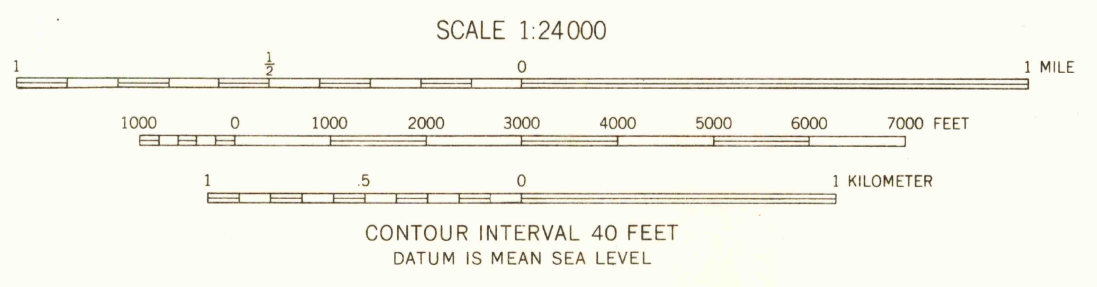 SCALE 1:24000
1 1/2 0 1 MILE
1000 0 1000 2000 3000 4000 5000 6000 7000 FEET
1 .5 0 1 KILOMETER
CONTOUR INTERVAL 40 FEET
DATUM IS MEAN SEA LEVEL